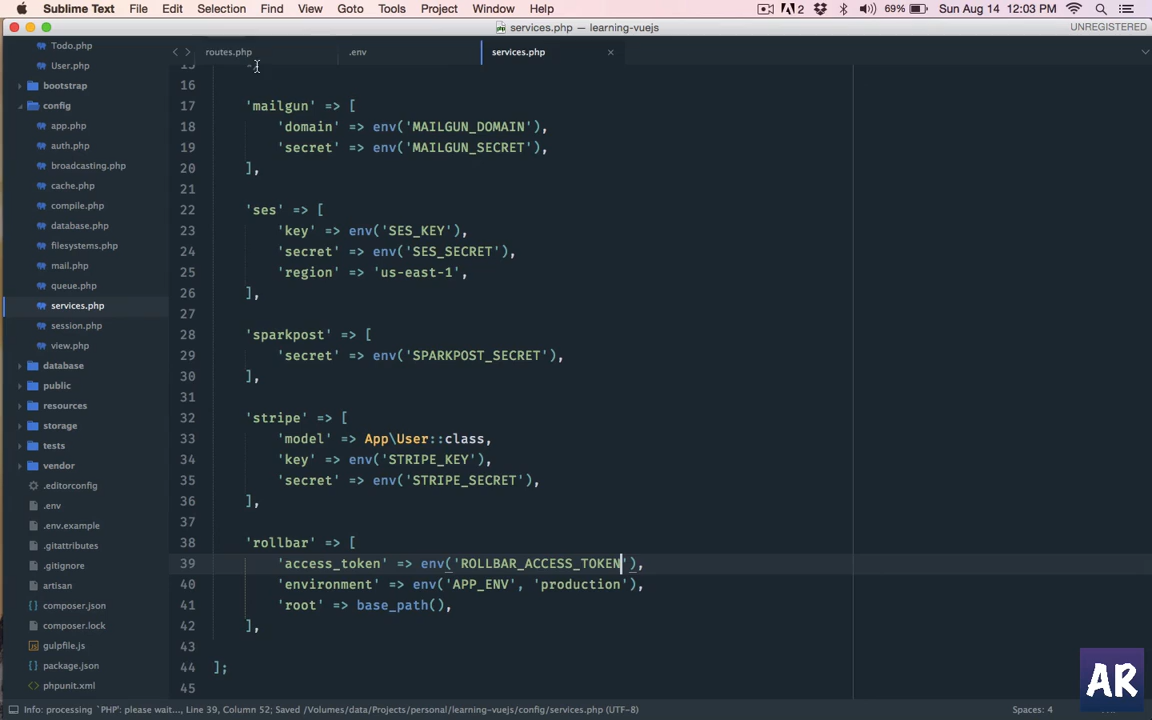 Sublime Text File Edit Selection Find View Goto Tools Project Window Help 2 69% Sun Aug 14 12:03 PM
services.php — learning-vuejs UNREGISTERED
routes.php .env services.php
Todo.php
User.php
bootstrap
config
app.php
auth.php
broadcasting.php
cache.php
compile.php
database.php
filesystems.php
mail.php
queue.php
services.php
session.php
view.php
database
public
resources
storage
tests
vendor
.editorconfig
.env
.env.example
.gitattributes
.gitignore
artisan
composer.json
composer.lock
gulpfile.js
package.json
phpunit.xml
15
16
17 'mailgun' => [
18 'domain' => env('MAILGUN_DOMAIN'),
19 'secret' => env('MAILGUN_SECRET'),
20 ],
21
22 'ses' => [
23 'key' => env('SES_KEY'),
24 'secret' => env('SES_SECRET'),
25 'region' => 'us-east-1',
26 ],
27
28 'sparkpost' => [
29 'secret' => env('SPARKPOST_SECRET'),
30 ],
31
32 'stripe' => [
33 'model' => App\User::class,
34 'key' => env('STRIPE_KEY'),
35 'secret' => env('STRIPE_SECRET'),
36 ],
37
38 'rollbar' => [
39 'access_token' => env('ROLLBAR_ACCESS_TOKEN'),
40 'environment' => env('APP_ENV', 'production'),
41 'root' => base_path(),
42 ],
43
44 ];
45
AR
Info: processing `PHP`: please wait..., Line 39, Column 52; Saved /Volumes/data/Projects/personal/learning-vuejs/config/services.php (UTF-8) Spaces: 4